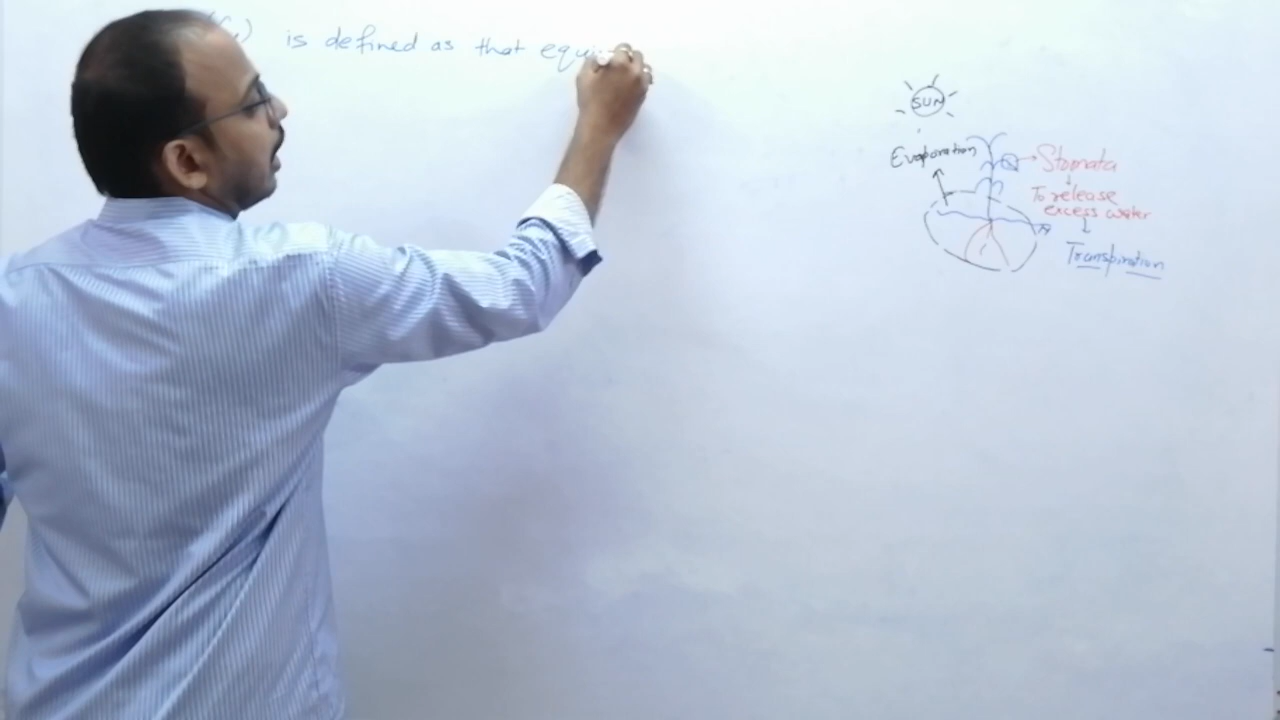 is defined as that
SUN
Evaporation
Stomata
To release
excess water
Transpiration